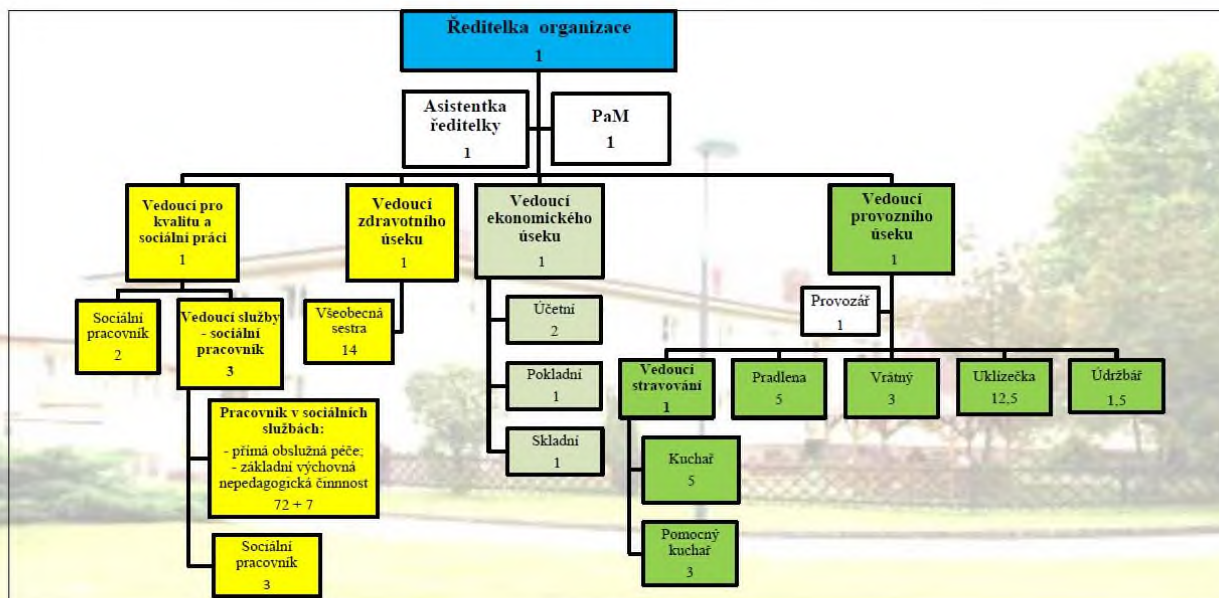 Ředitelka organizace
1
Asistentka
ředitelky
1
PaM
1
Vedoucí
pro
kvalitu a
sociální práci
1
Vedoucí
zdravotního
úseku
1
Vedoucí
ekonomického
úseku
1
Vedoucí
provozního
úseku
1
Sociální
pracovník
2
Vedoucí služby
- sociální
pracovník
3
Všeobecná
sestra
14
Účetní
2
Provozář
1
Pokladní
1
Skladní
1
Vedoucí
stravování
1
Pradlena
5
Vrátný
3
Uklízečka
12,5
Údržbář
1,5
Pracovník v sociálních
službách:
- přímá obslužná péče;
- základní výchovná
nepedagogická činnnost
72 + 7
Sociální
pracovník
3
Kuchař
5
Pomocný
kuchař
3